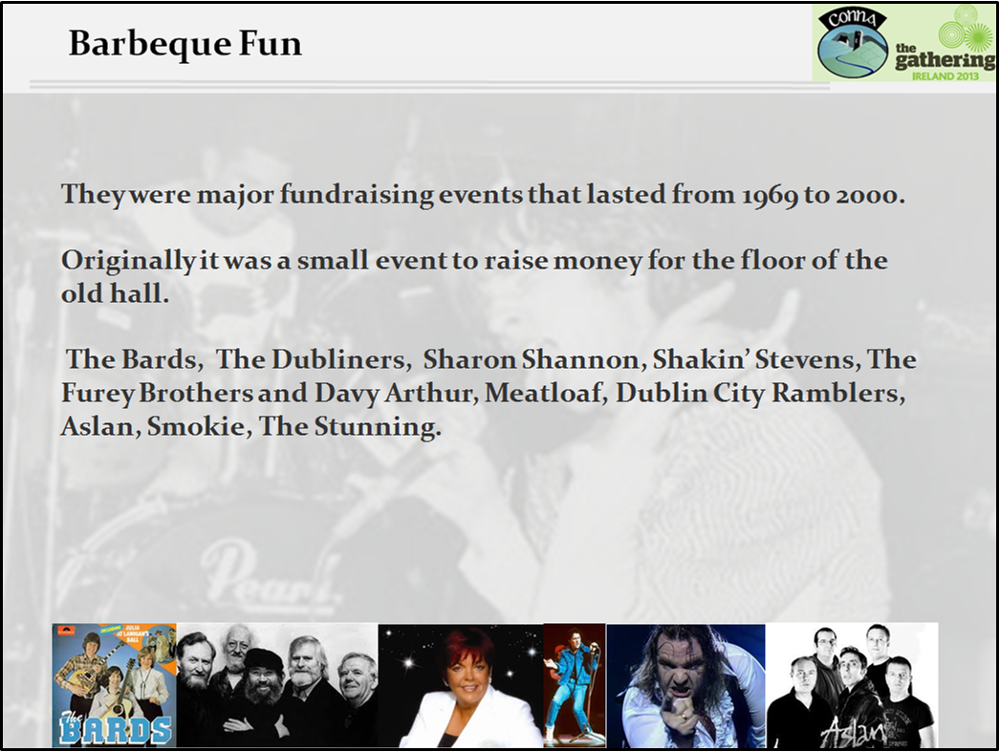 Barbeque Fun
CONNA
the
gathering
IRELAND 2013
They were major fundraising events that lasted from 1969 to 2000.
Originally it was a small event to raise money for the floor of the
old hall.
The Bards, The Dubliners, Sharon Shannon, Shakin’ Stevens, The
Furey Brothers and Davy Arthur, Meatloaf, Dublin City Ramblers,
Aslan, Smokie, The Stunning.
Pearl
JULIA
AT LANIGAN'S
BALL
The
BARDS
Aslan